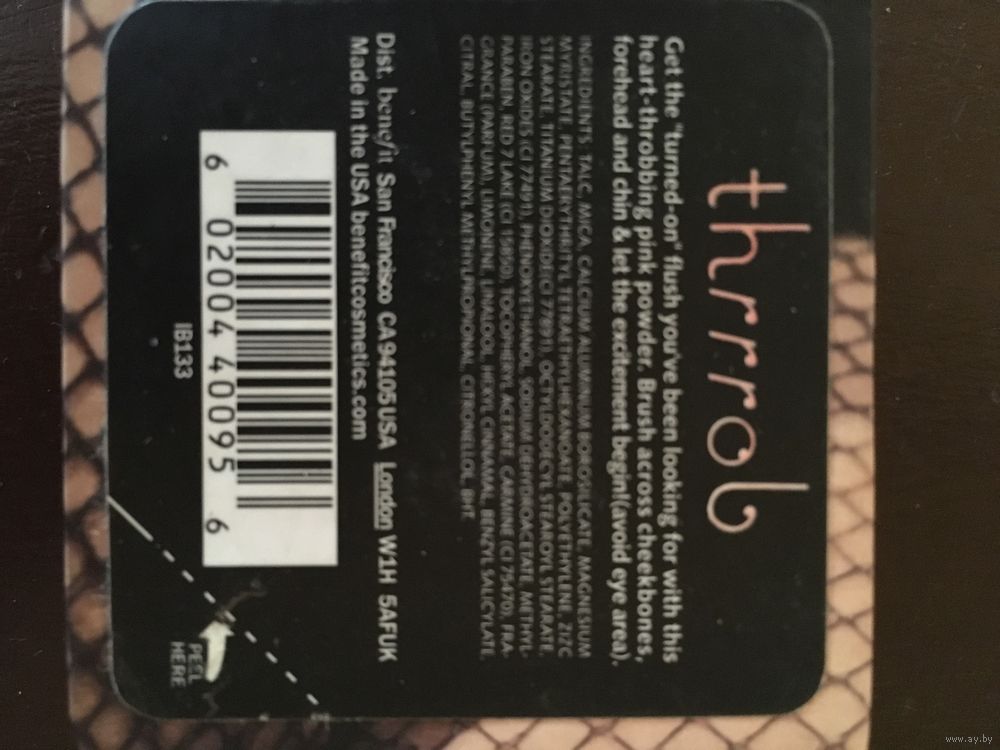 thrrrob
Get the "turned-on" flush you've been looking for with this
heart-throbbing pink powder. Brush across cheekbones,
forehead and chin & let the excitement begin!(avoid eye area).
INGREDIENTS: TALC, MICA, CALCIUM ALUMINUM BOROSILICATE, MAGNESIUM
MYRISTATE, PENTAERYTHRITYL TETRAETHYLHEXANOATE, POLYETHYLENE, ZINC
STEARATE, TITANIUM DIOXIDE(CI 77891), OCTYLDODECYL STEAROYL STEARATE,
IRON OXIDES (CI 77491), PHENOXYETHANOL, SODIUM DEHYDROACETATE, METHYL-
PARABEN, RED 7 LAKE (CI 15850), TOCOPHERYL ACETATE, CARMINE (CI 75470), FRA-
GRANCE (PARFUM), LIMONENE, LINALOOL, HEXYL CINNAMAL, BENZYL SALICYLATE,
CITRAL, BUTYLPHENYL METHYLPROPIONAL, CITRONELLOL, BHT.
Dist. benefit San Francisco CA 94105 USA London W1H 5AFUK
Made in the USA benefitcosmetics.com
6 02004 40095 6
IB133
PEEL
HERE
www.ay.by